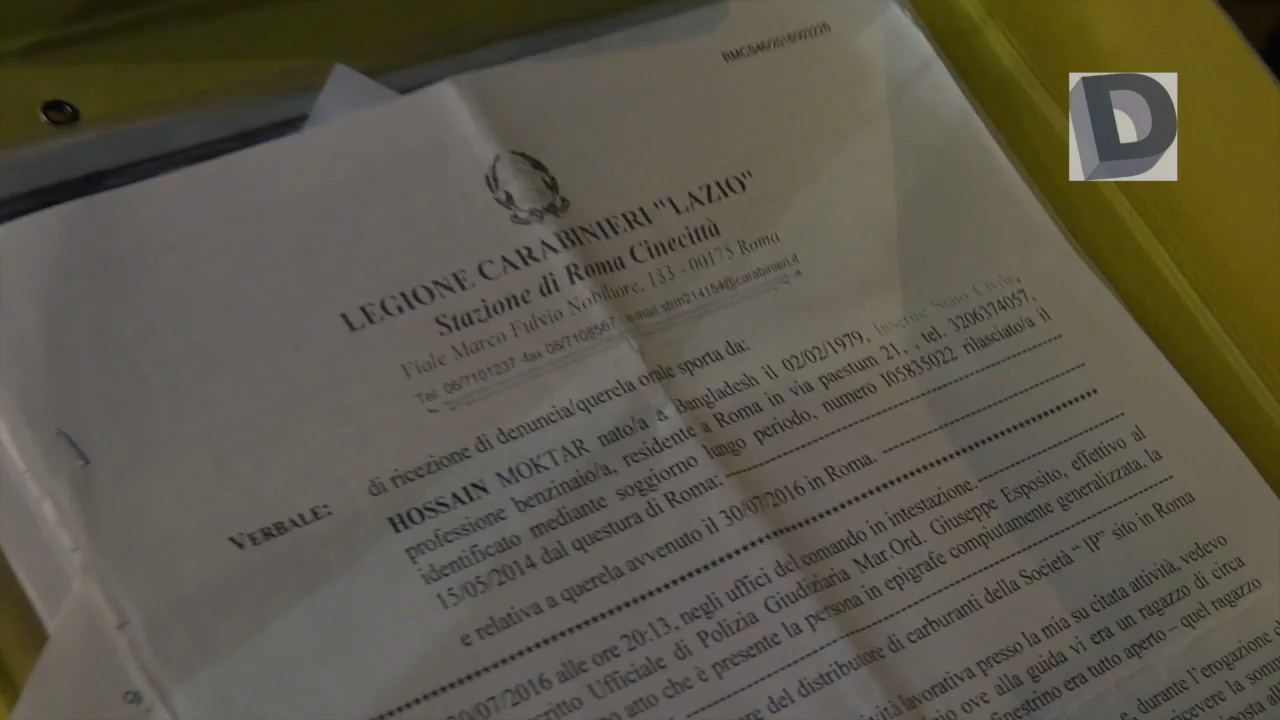 RMCS46/2016
LEGIONE CARABINIERI "LAZIO"
Stazione di Roma Cinecittà
Viale Marco Fulvio Nobiliore, 133 - 00175 Roma
Tel. 06/7101237 -fax 06/7108567 e-mail stm214154@carabinieri.it
VERBALE:
di ricezione di denuncia/querela orale sporta da:
HOSSAIN MOKTAR nato/a a Bangladesh il 02/02/1979, Stato Civile,
professione benzinaio/a, residente a Roma in via paestum 21, , tel. 3206374057,
identificato mediante soggiorno lungo periodo, numero I05835022 rilasciato/a il
15/05/2014 dal questura di Roma:
e relativa a querela avvenuto il 30/07/2016 in Roma.
/07/2016 alle ore 20:13, negli uffici del comando in intestazione.
Ufficiale di Polizia Giudiziaria Mar.Ord. Giuseppe Esposito, effettivo al
atto che è presente la persona in epigrafe compiutamente generalizzata, la
del distributore di carburanti della Società " IP" sito in Roma
lavorativa presso la mia su citata attività, vedevo
ove alla guida vi era un ragazzo di circa
era tutto aperto – quel ragazzo
durante l'erogazione
D